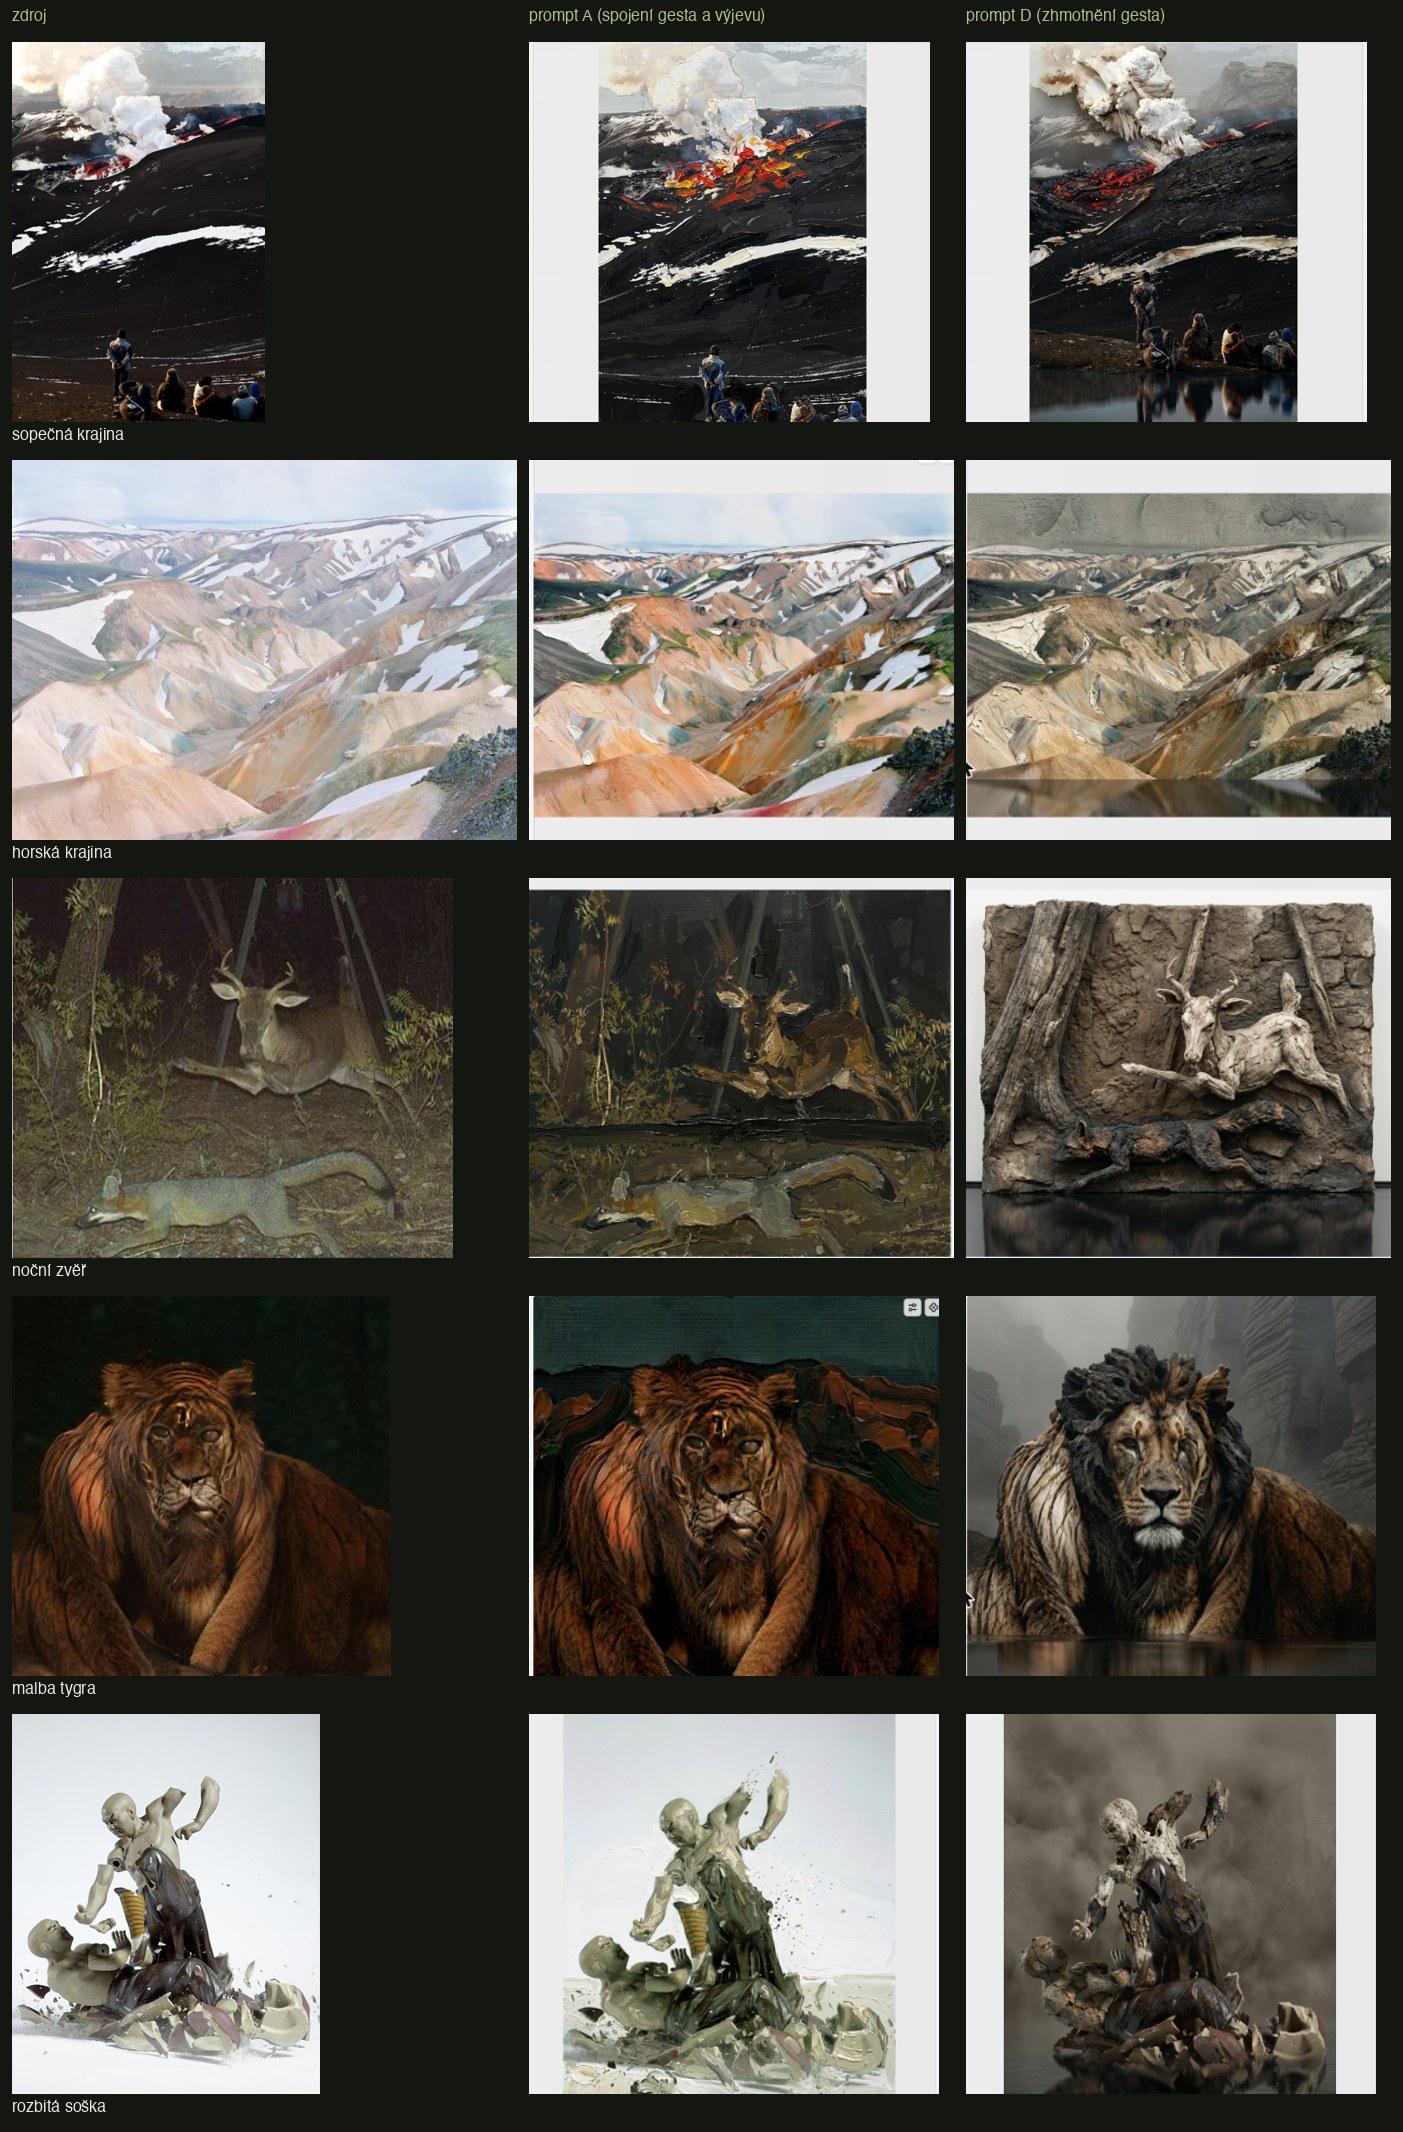 zdroj
prompt A (spojení gesta a výjevu)
prompt D (zhmotnění gesta)
sopečná krajina
horská krajina
noční zvěř
malba tygra
rozbitá soška